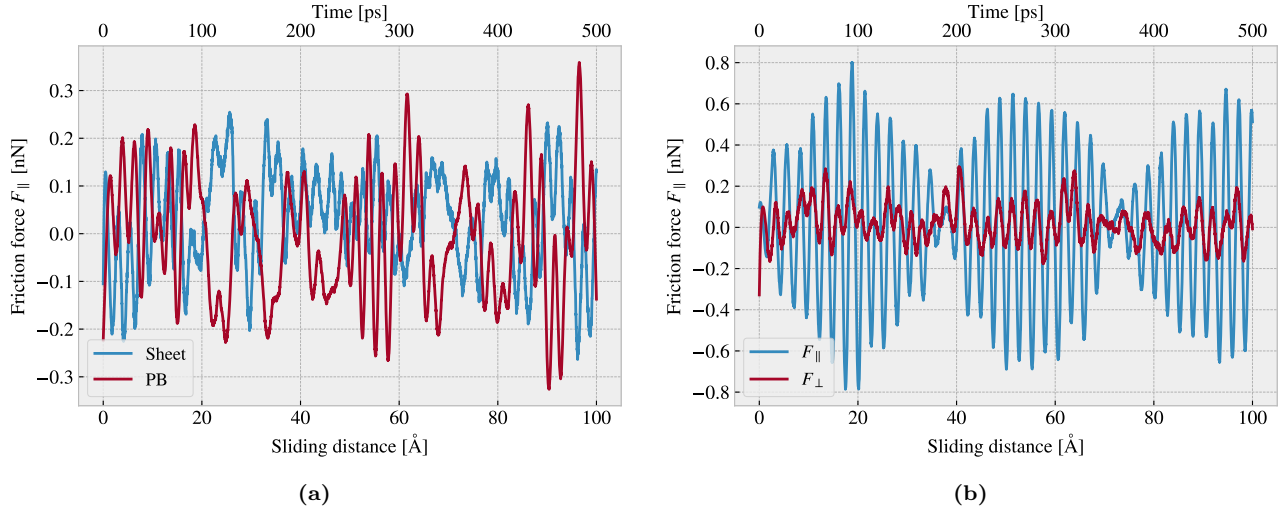 Time [ps]
0 100 200 300 400 500
Friction force F∥ [nN]
0.3
0.2
0.1
0.0
−0.1
−0.2
−0.3
Sheet
PB
0 20 40 60 80 100
Sliding distance [Å]
(a)
Time [ps]
0 100 200 300 400 500
Friction force F∥ [nN]
0.8
0.6
0.4
0.2
0.0
−0.2
−0.4
−0.6
−0.8
F∥
F⊥
0 20 40 60 80 100
Sliding distance [Å]
(b)